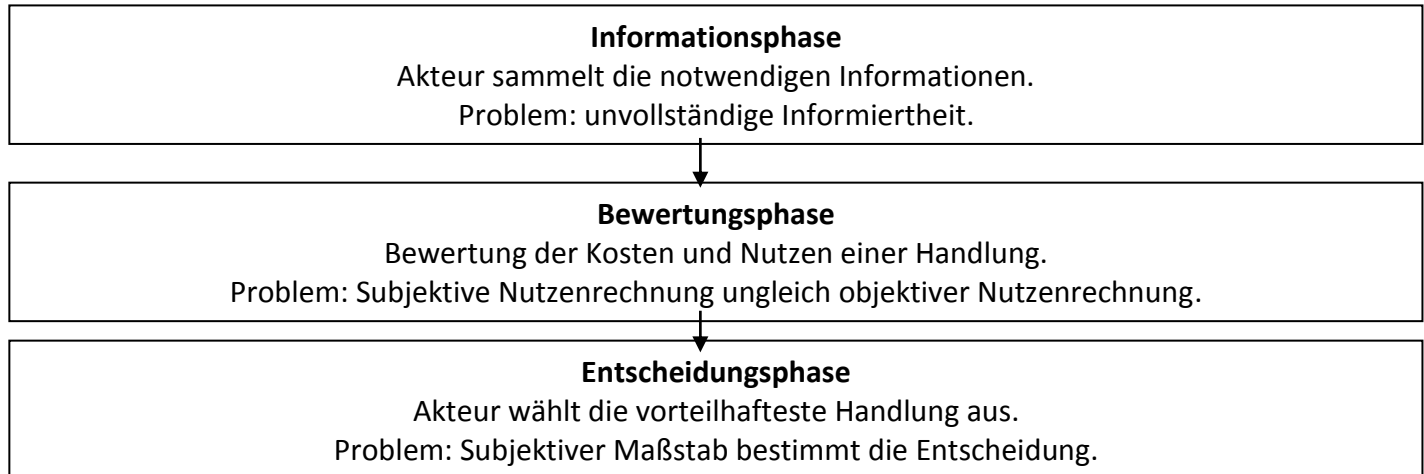 Informationsphase
Akteur sammelt die notwendigen Informationen.
Problem: unvollständige Informiertheit.
Bewertungsphase
Bewertung der Kosten und Nutzen einer Handlung.
Problem: Subjektive Nutzenrechnung ungleich objektiver Nutzenrechnung.
Entscheidungsphase
Akteur wählt die vorteilhafteste Handlung aus.
Problem: Subjektiver Maßstab bestimmt die Entscheidung.